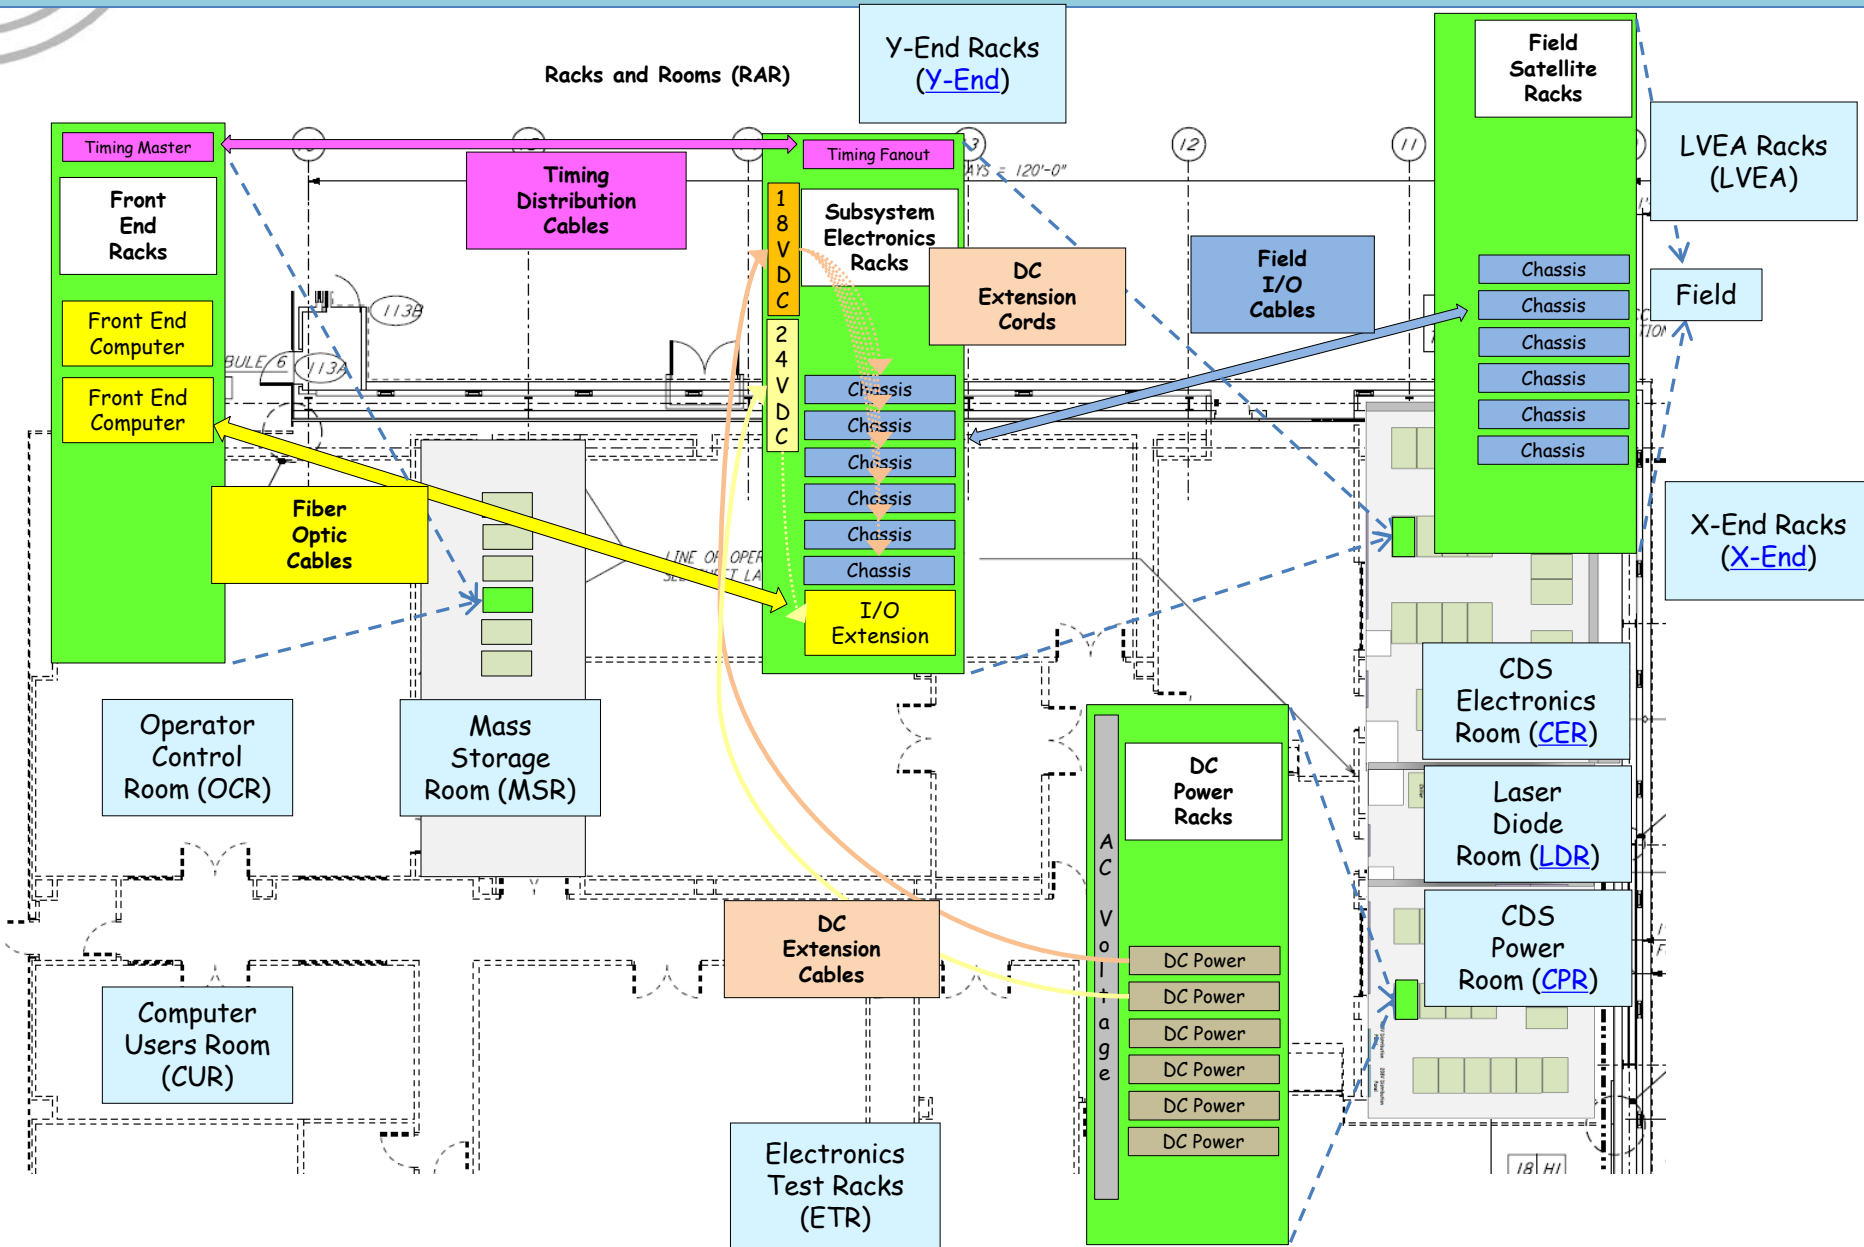 Racks and Rooms (RAR)
Y-End Racks
(Y-End)
Field
Satellite
Racks
LVEA Racks
(LVEA)
Field
X-End Racks
(X-End)
Timing Master
Front
End
Racks
Front End
Computer
Front End
Computer
Timing
Distribution
Cables
Timing Fanout
18VDC
24VDC
Subsystem
Electronics
Racks
DC
Extension
Cords
Field
I/O
Cables
Chassis
Chassis
Chassis
Chassis
Chassis
Chassis
I/O
Extension
Chassis
Chassis
Chassis
Chassis
Chassis
Chassis
12
11
AYS = 120'-0"
113B
113A
BULE 6
LINE OF OPER
Fiber
Optic
Cables
Operator
Control
Room (OCR)
Mass
Storage
Room (MSR)
DC
Power
Racks
AC Voltage
DC Power
DC Power
DC Power
DC Power
DC Power
DC Power
DC
Extension
Cables
CDS
Electronics
Room (CER)
Laser
Diode
Room (LDR)
CDS
Power
Room (CPR)
Computer
Users Room
(CUR)
Electronics
Test Racks
(ETR)
18 H1